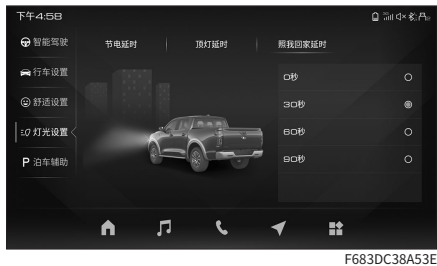 下午4:58
智能驾驶
节电延时
顶灯延时
照我回家延时
行车设置
0秒
舒适设置
30秒
灯光设置
60秒
P 泊车辅助
90秒
F683DC38A53E